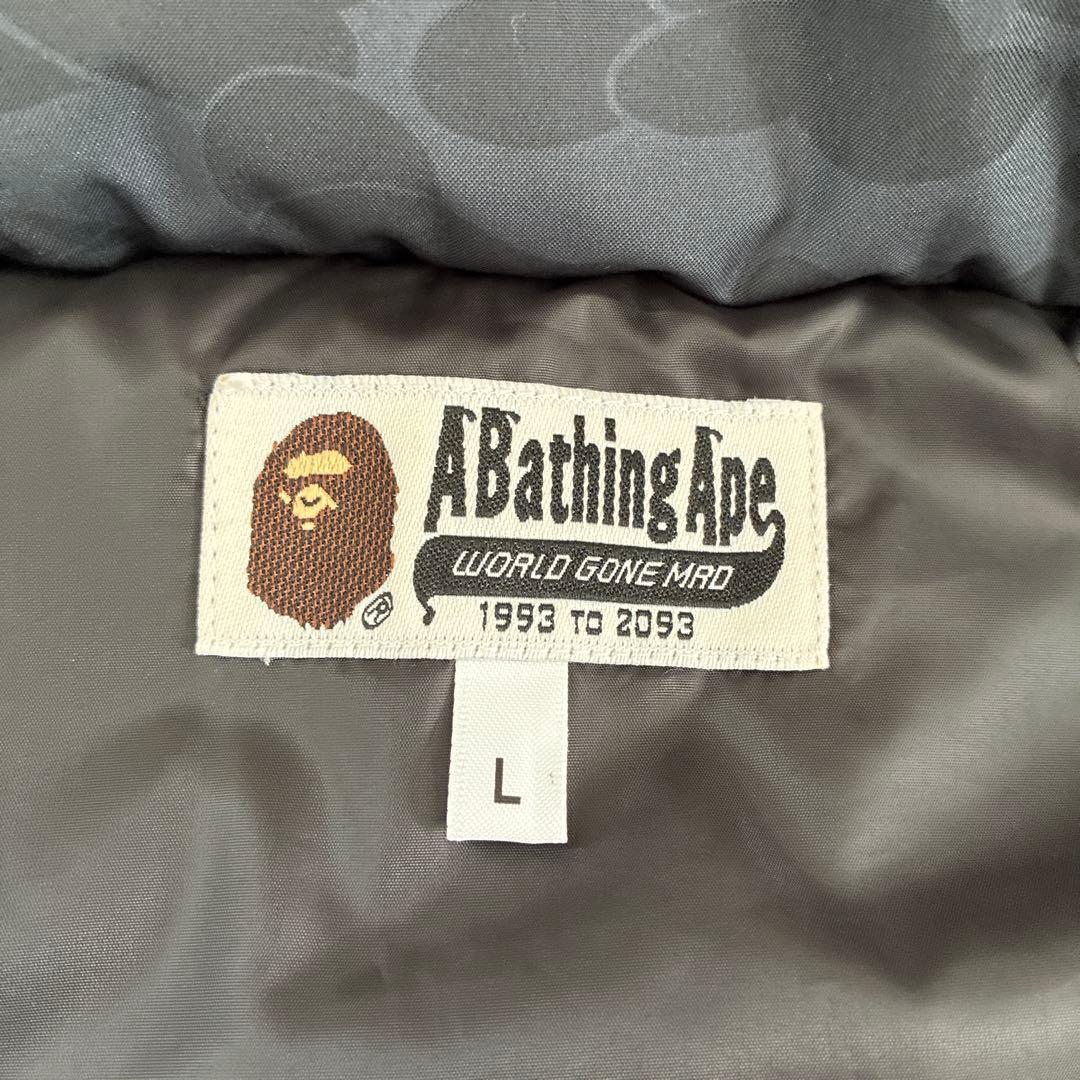 A Bathing Ape
WORLD GONE MAD
1993 TO 2093
®
L